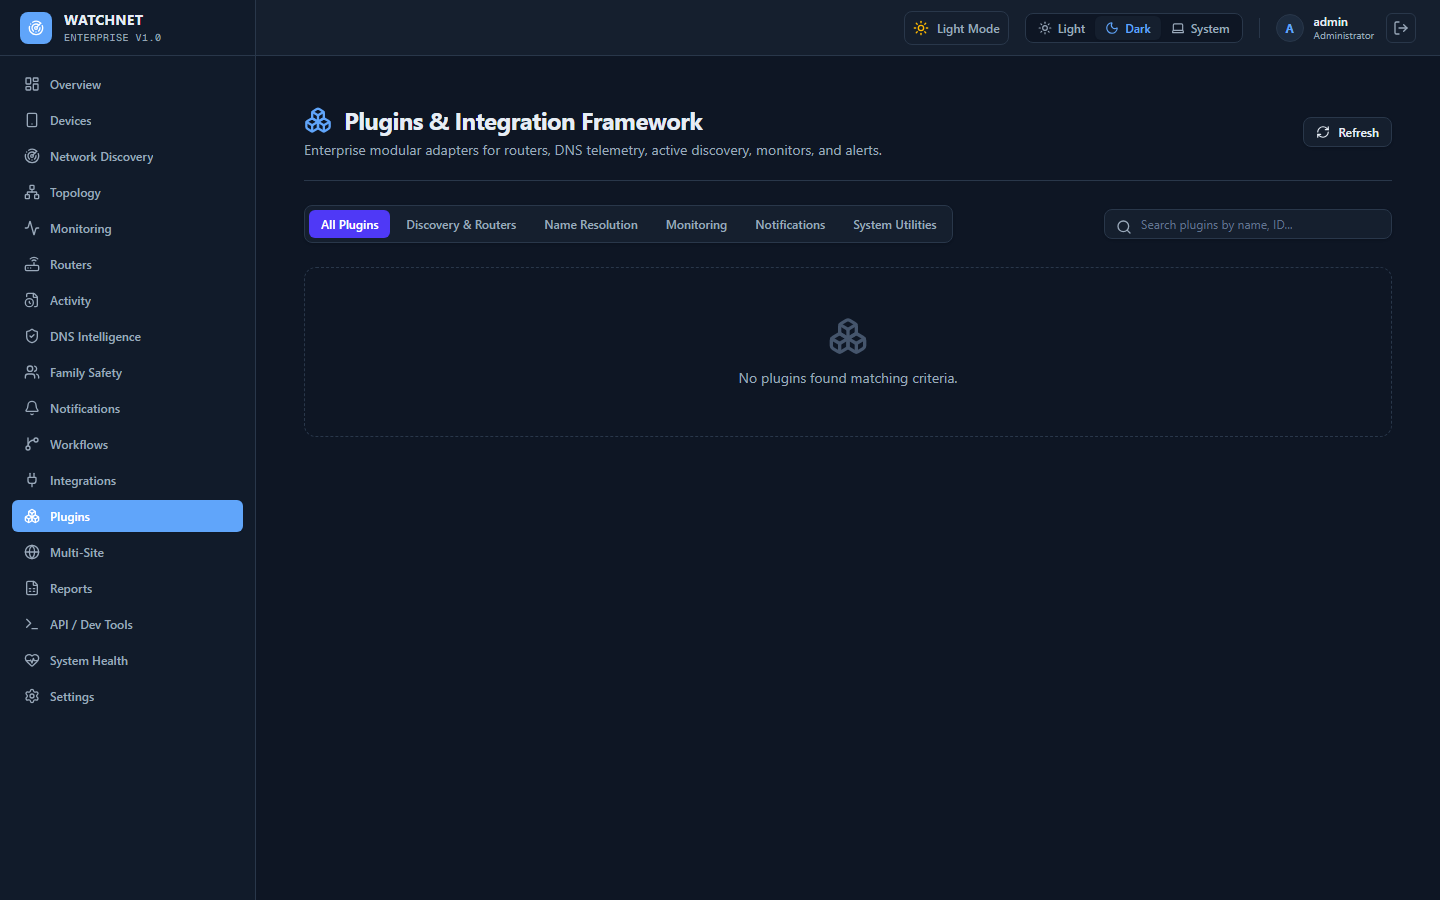 WATCHNET
ENTERPRISE V1.0
Light Mode
Light
Dark
System
A
admin
Administrator
Overview
Devices
Network Discovery
Topology
Monitoring
Routers
Activity
DNS Intelligence
Family Safety
Notifications
Workflows
Integrations
Plugins
Multi-Site
Reports
API / Dev Tools
System Health
Settings
Plugins & Integration Framework
Enterprise modular adapters for routers, DNS telemetry, active discovery, monitors, and alerts.
Refresh
All Plugins
Discovery & Routers
Name Resolution
Monitoring
Notifications
System Utilities
Search plugins by name, ID...
No plugins found matching criteria.